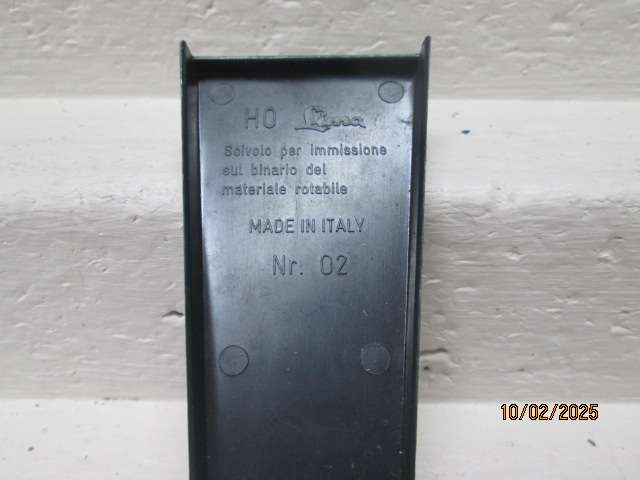 HO Lima
Scivolo per immissione
sul binario del
materiale rotabile
MADE IN ITALY
Nr. 02
10/02/2025